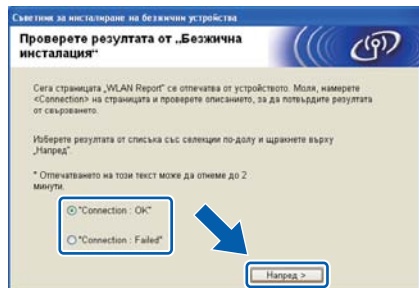 Съветник за инсталиране на безжични устройства
Проверете резултата от „Безжична
инсталация“
Сега страницата „WLAN Report“ се отпечатва от устройството. Моля, намерете
<Connection> на страницата и проверете описанието, за да потвърдите резултата
от свързването.
Изберете резултата от списъка със селекции по-долу и щракнете върху
„Напред“.
* Отпечатването на този текст може да отнеме до 2
минути.
"Connection : OK"
"Connection : Failed"
Напред >